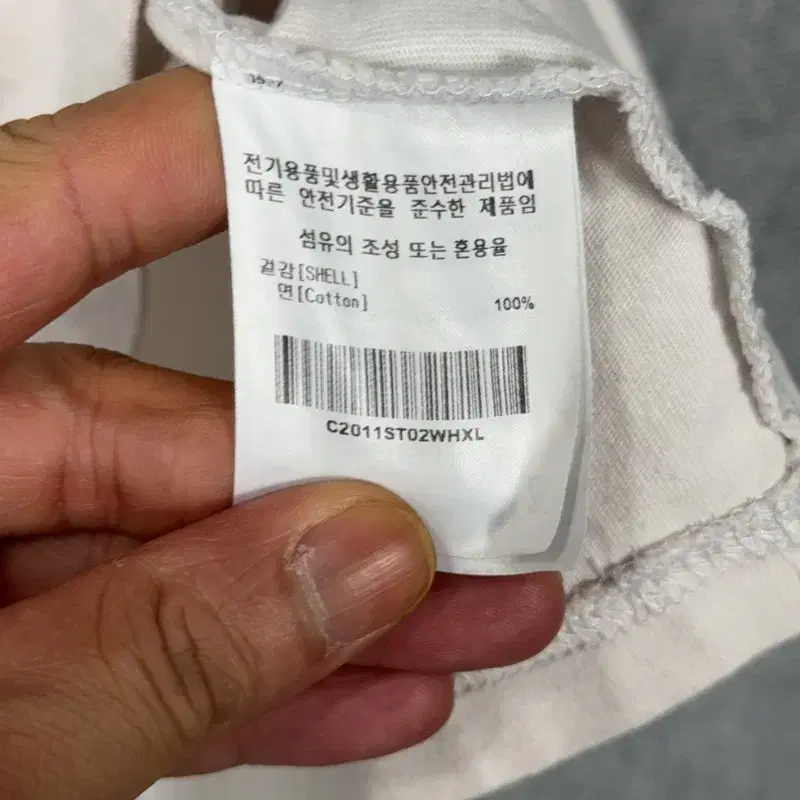 전기용품및생활용품안전관리법에
따른 안전기준을 준수한 제품임
섬유의 조성 또는 혼용율
겉감[SHELL]
면[Cotton] 100%
C2011ST02WHXL